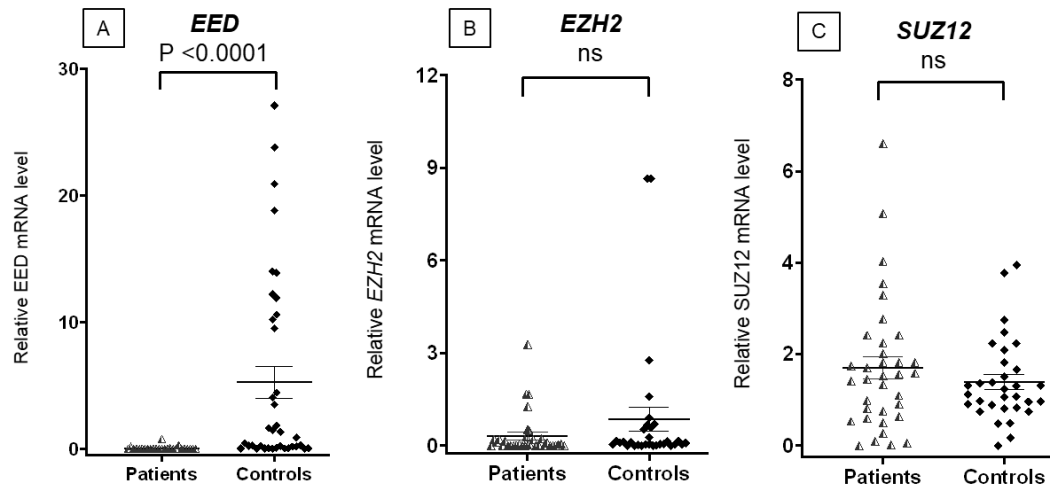 A
EED
P <0.0001
30
20
10
0
Relative EED mRNA level
Patients
Controls
B
EZH2
ns
12
9
6
3
0
Relative EZH2 mRNA level
Patients
Controls
C
SUZ12
ns
8
6
4
2
0
Relative SUZ12 mRNA level
Patients
Controls